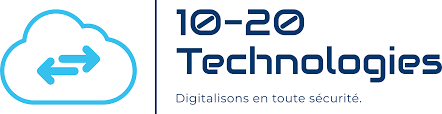 10-20
Technologies
Digitalisons en toute sécurité.